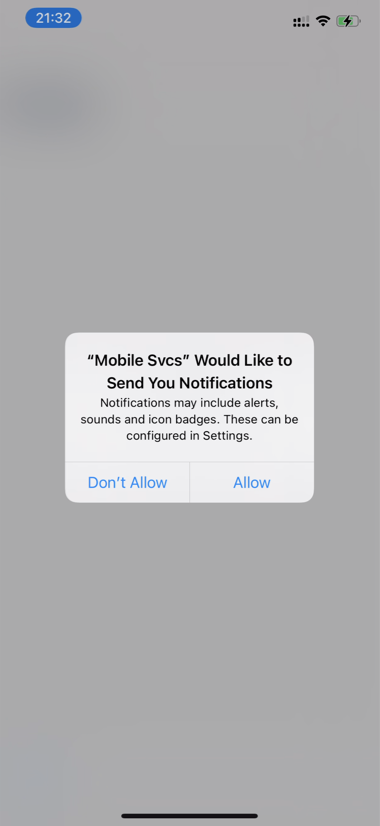 21:32
“Mobile Svcs” Would Like to
Send You Notifications
Notifications may include alerts,
sounds and icon badges. These can be
configured in Settings.
Don’t Allow
Allow